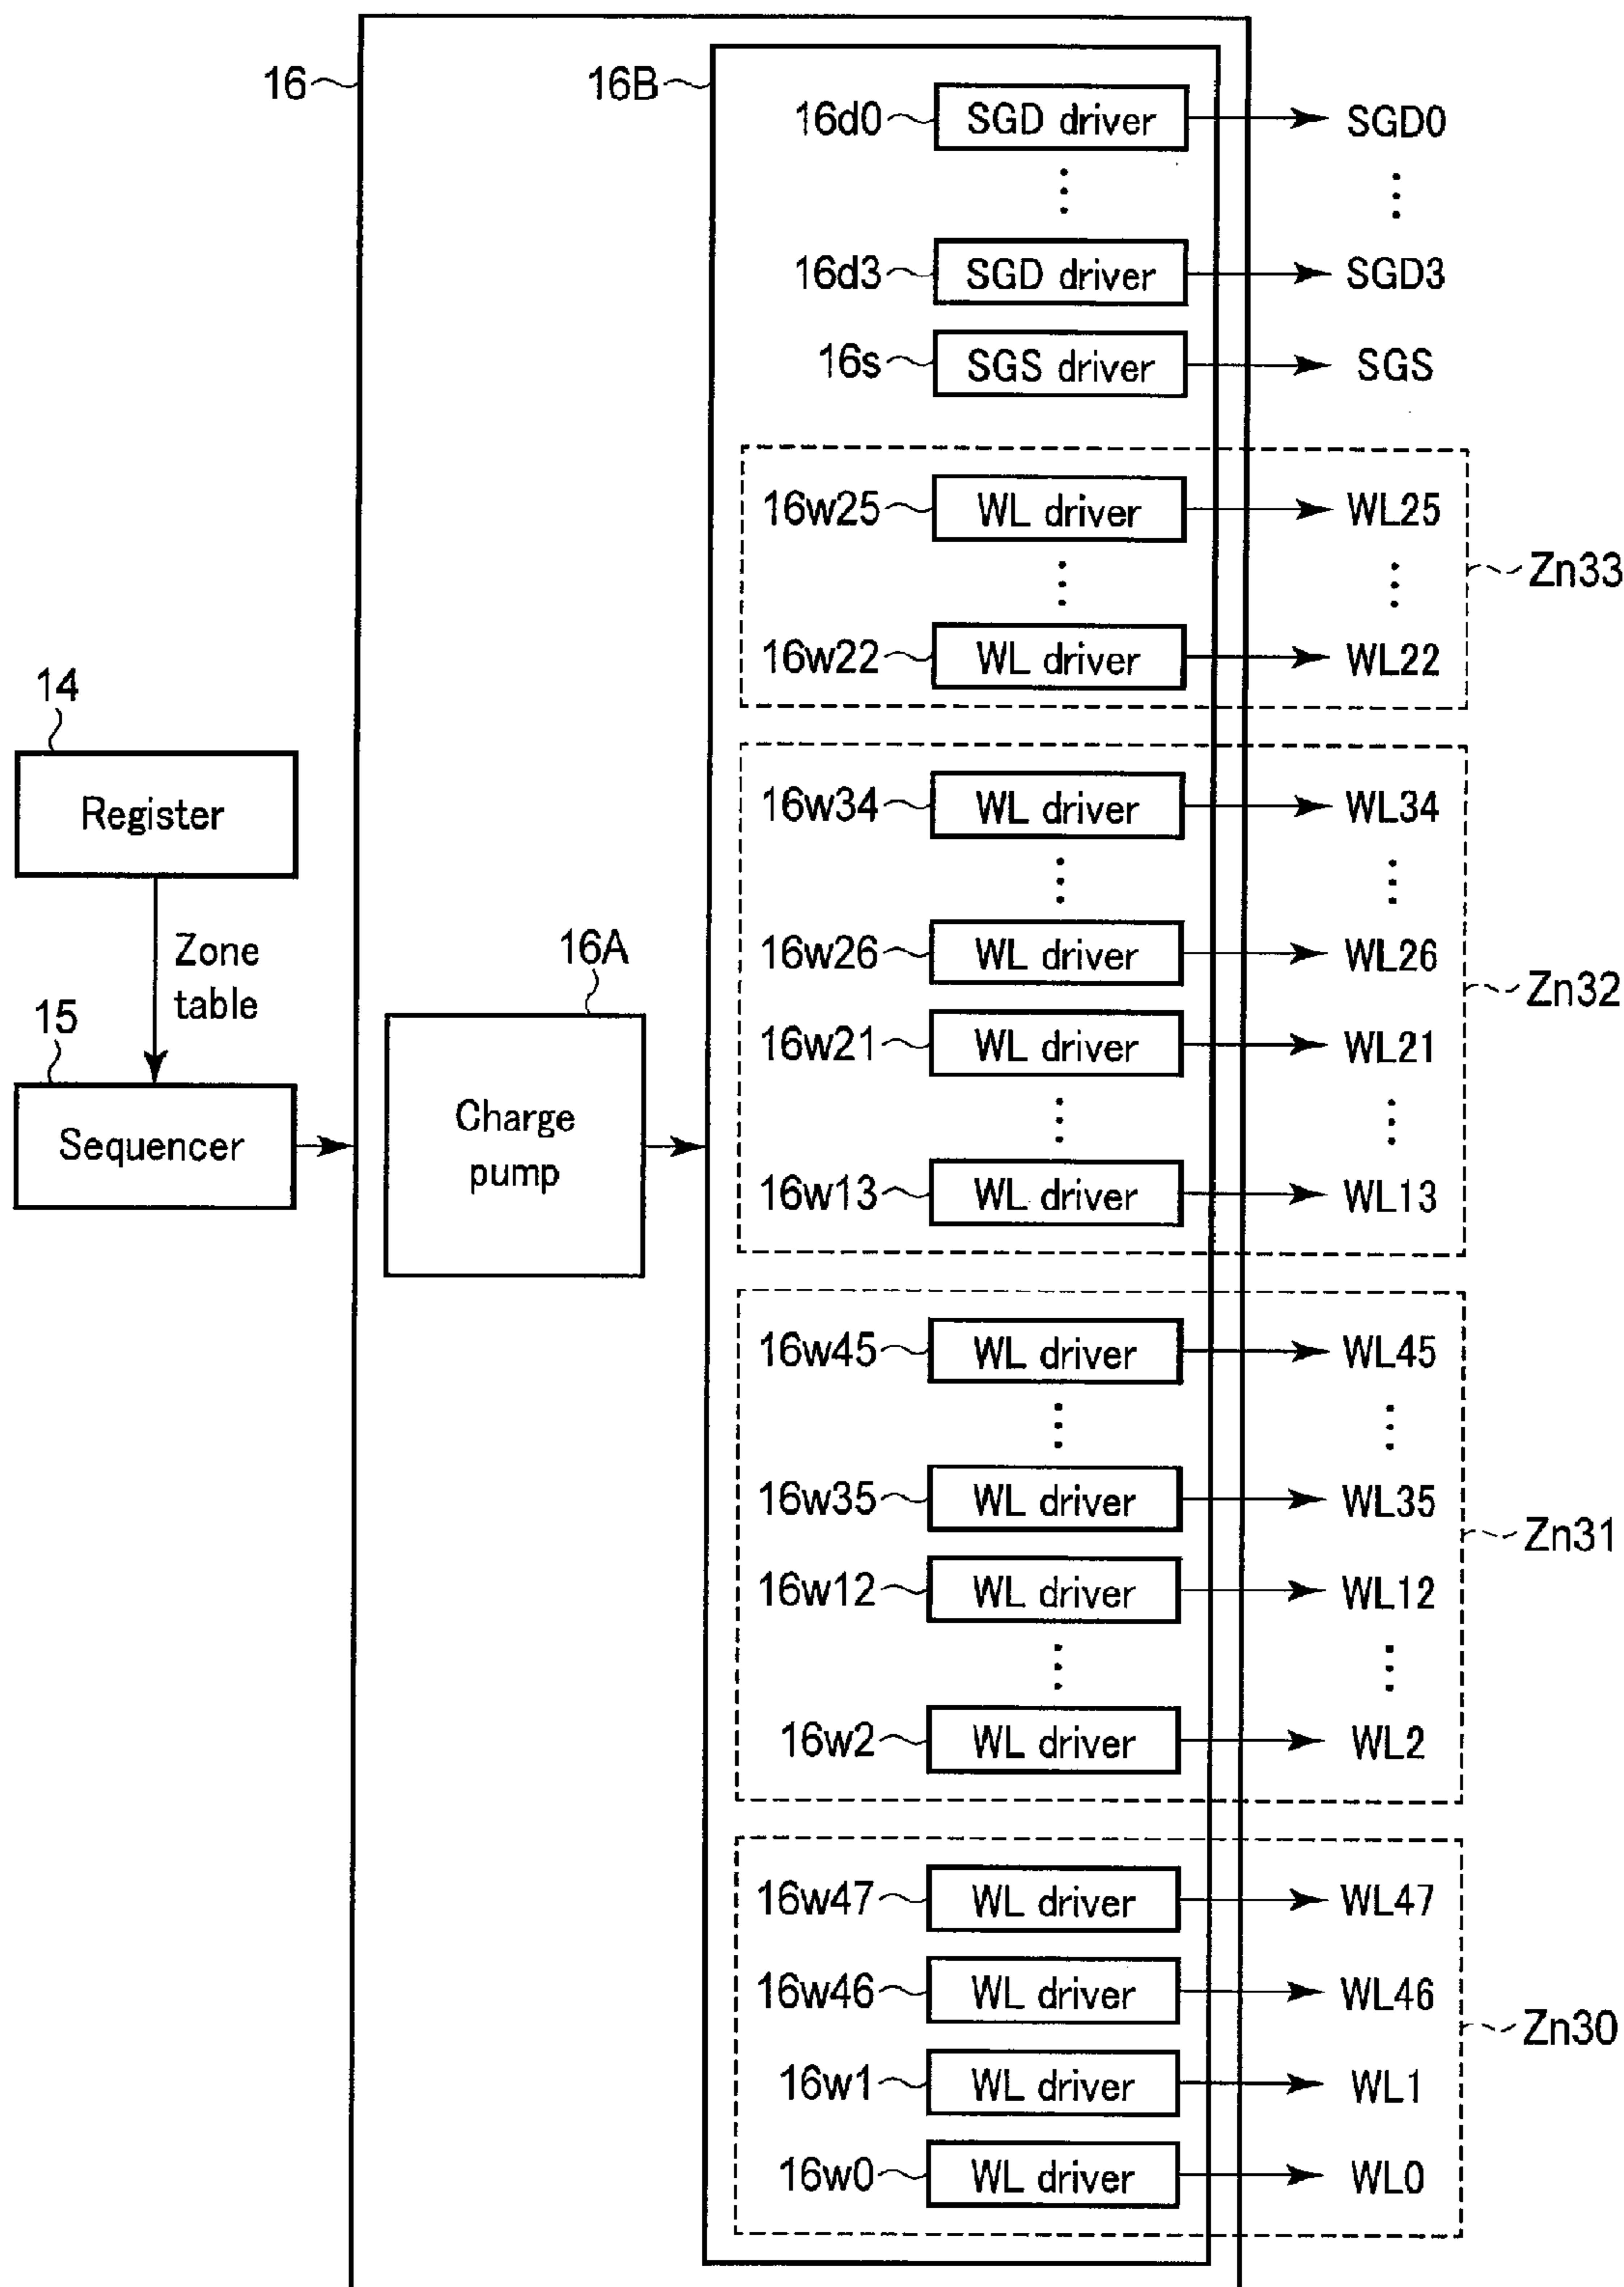 16
16B
16d0 SGD driver SGD0
16d3 SGD driver SGD3
16s SGS driver SGS
16w25 WL driver WL25
Zn33
16w22 WL driver WL22
14
Register
16w34 WL driver WL34
Zone
table
16A
16w26 WL driver WL26
Zn32
15
16w21 WL driver WL21
Sequencer
Charge
pump
16w13 WL driver WL13
16w45 WL driver WL45
16w35 WL driver WL35
Zn31
16w12 WL driver WL12
16w2 WL driver WL2
16w47 WL driver WL47
16w46 WL driver WL46
Zn30
16w1 WL driver WL1
16w0 WL driver WL0